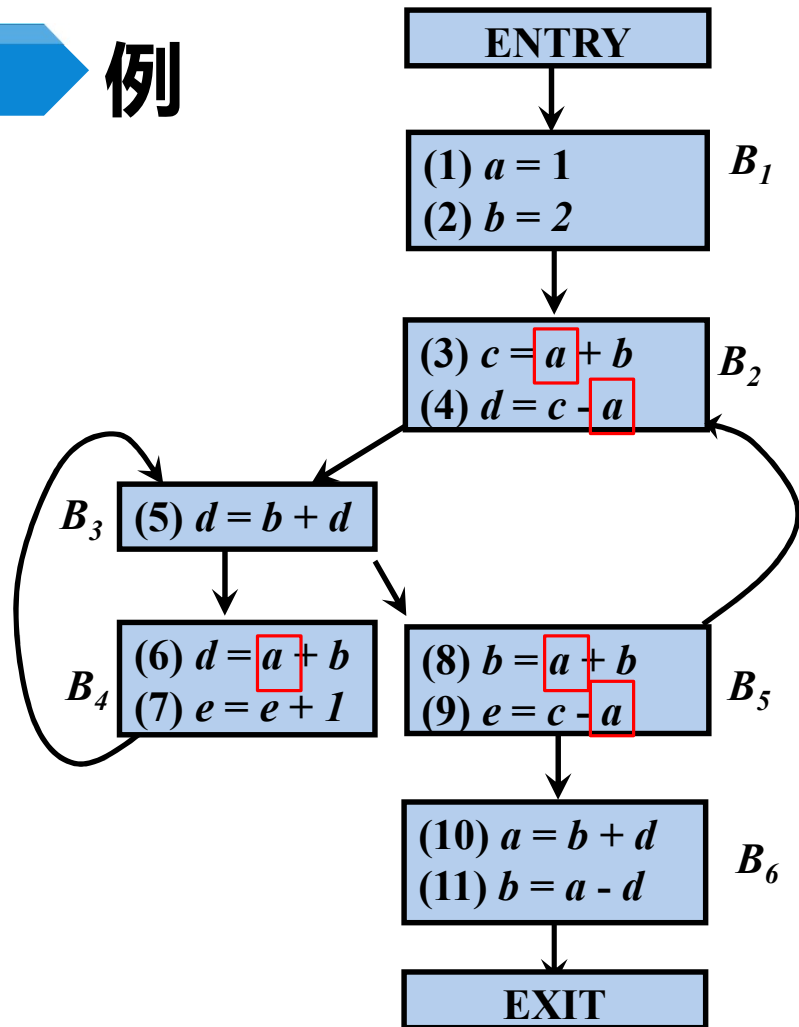 例
ENTRY
(1) a = 1
(2) b = 2
B1
(3) c = a + b
(4) d = c - a
B2
B3
(5) d = b + d
(6) d = a + b
(7) e = e + 1
B4
(8) b = a + b
(9) e = c - a
B5
(10) a = b + d
(11) b = a - d
B6
EXIT